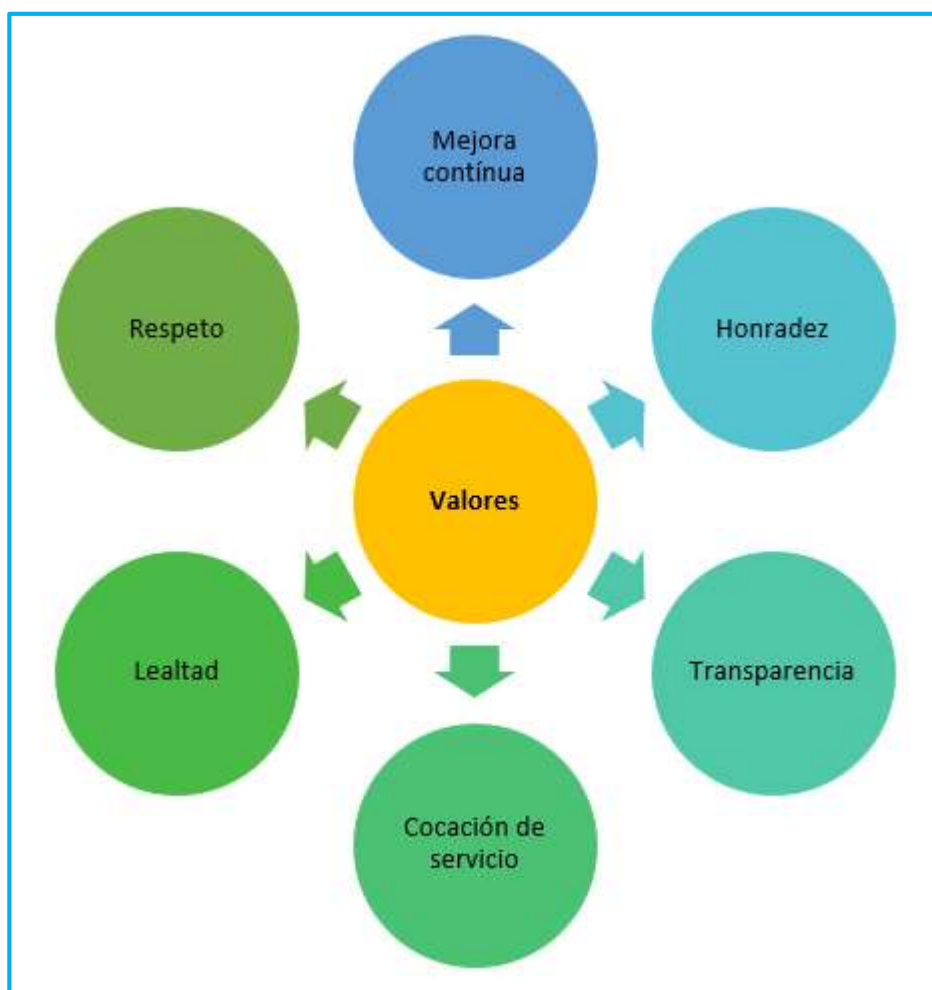 Mejora
contínua
Respeto
Honradez
Valores
Lealtad
Transparencia
Cocación de
servicio